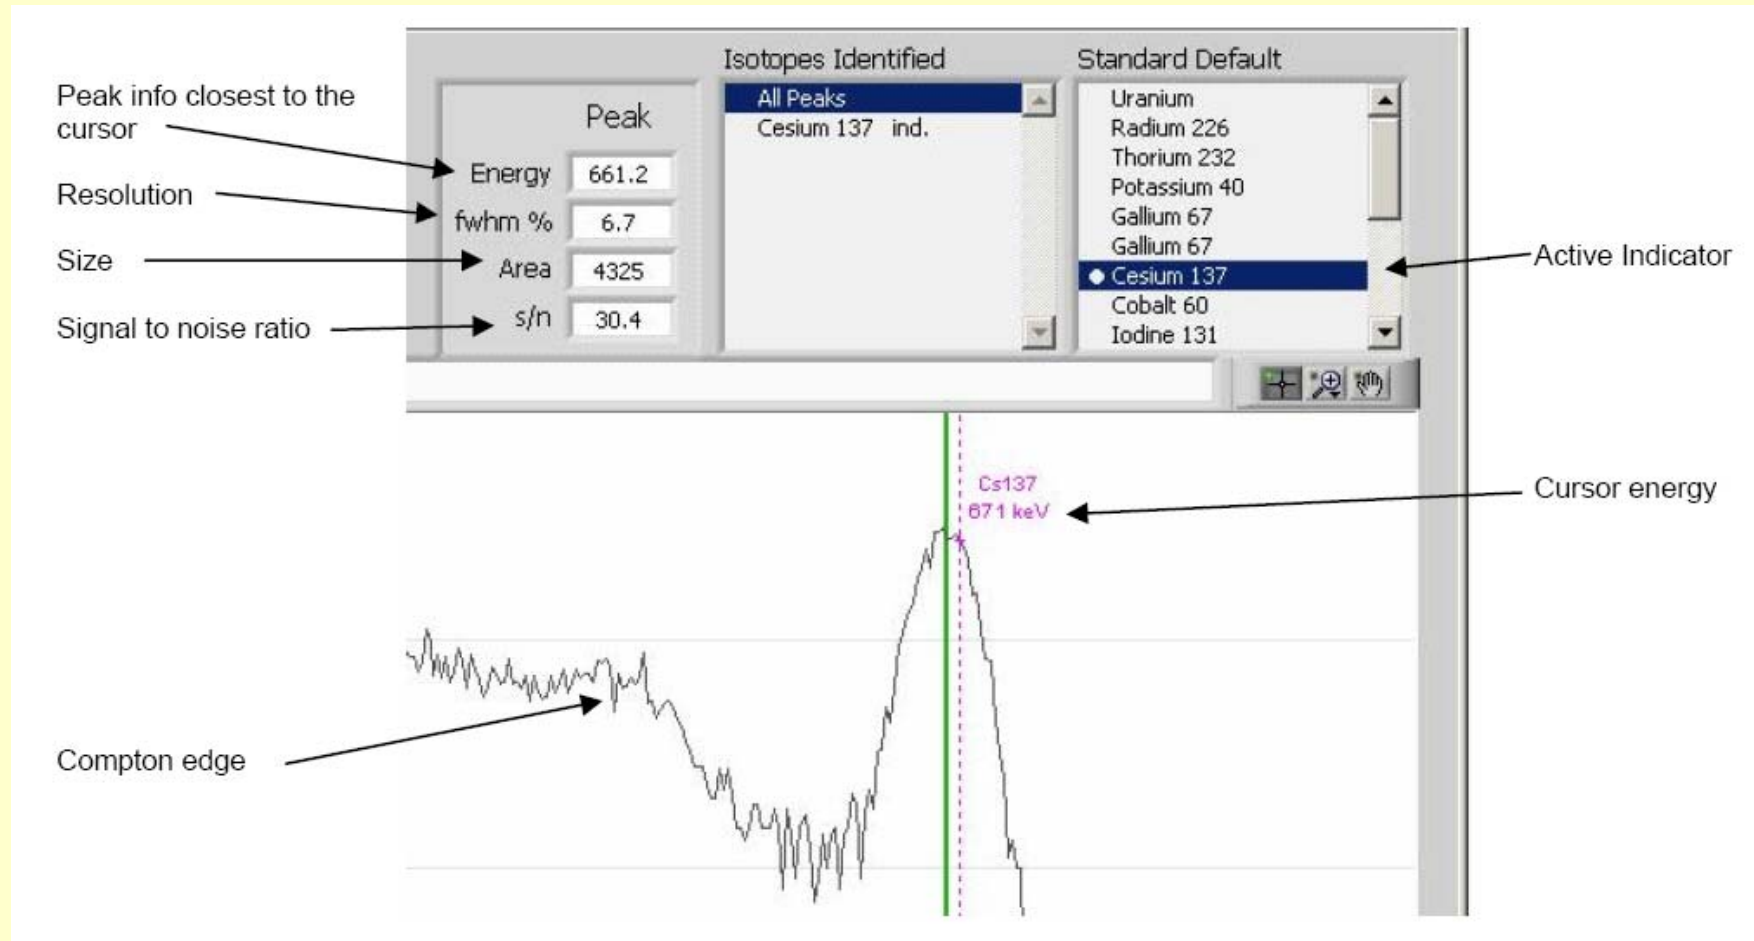 Peak info closest to the
cursor
Resolution
Size
Signal to noise ratio
Compton edge
Peak
Energy 661.2
fwhm % 6.7
Area 4325
s/n 30.4
Isotopes Identified
All Peaks
Cesium 137 ind.
Standard Default
Uranium
Radium 226
Thorium 232
Potassium 40
Gallium 67
Gallium 67
Cesium 137
Cobalt 60
Iodine 131
Active Indicator
Cs137
671 keV
Cursor energy